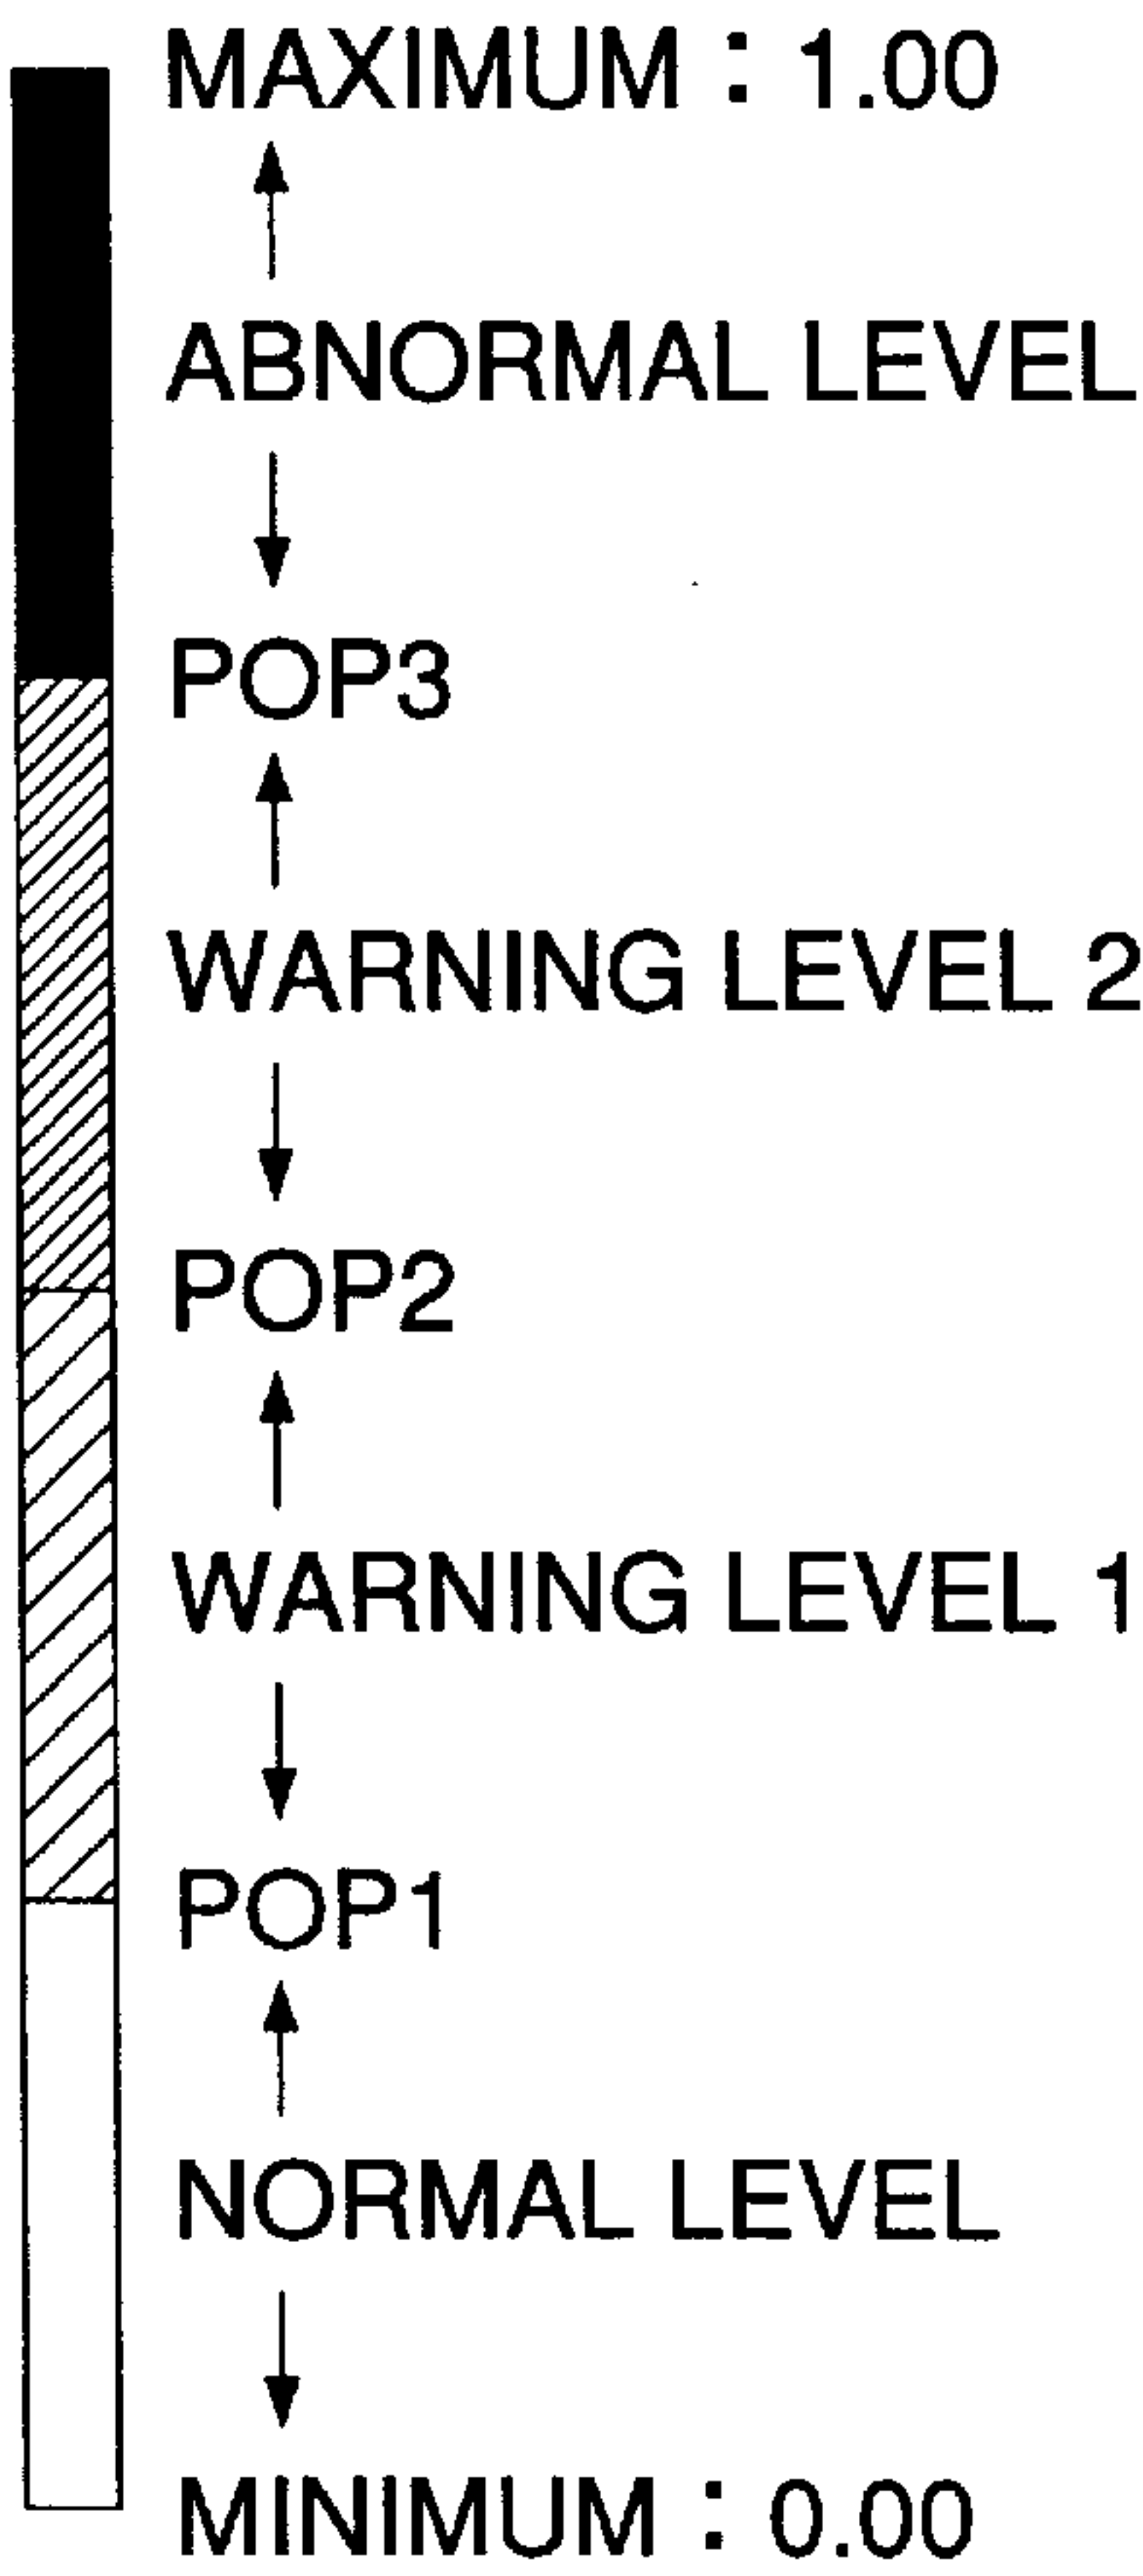 MAXIMUM : 1.00
ABNORMAL LEVEL
POP3
WARNING LEVEL 2
POP2
WARNING LEVEL 1
POP1
NORMAL LEVEL
MINIMUM : 0.00